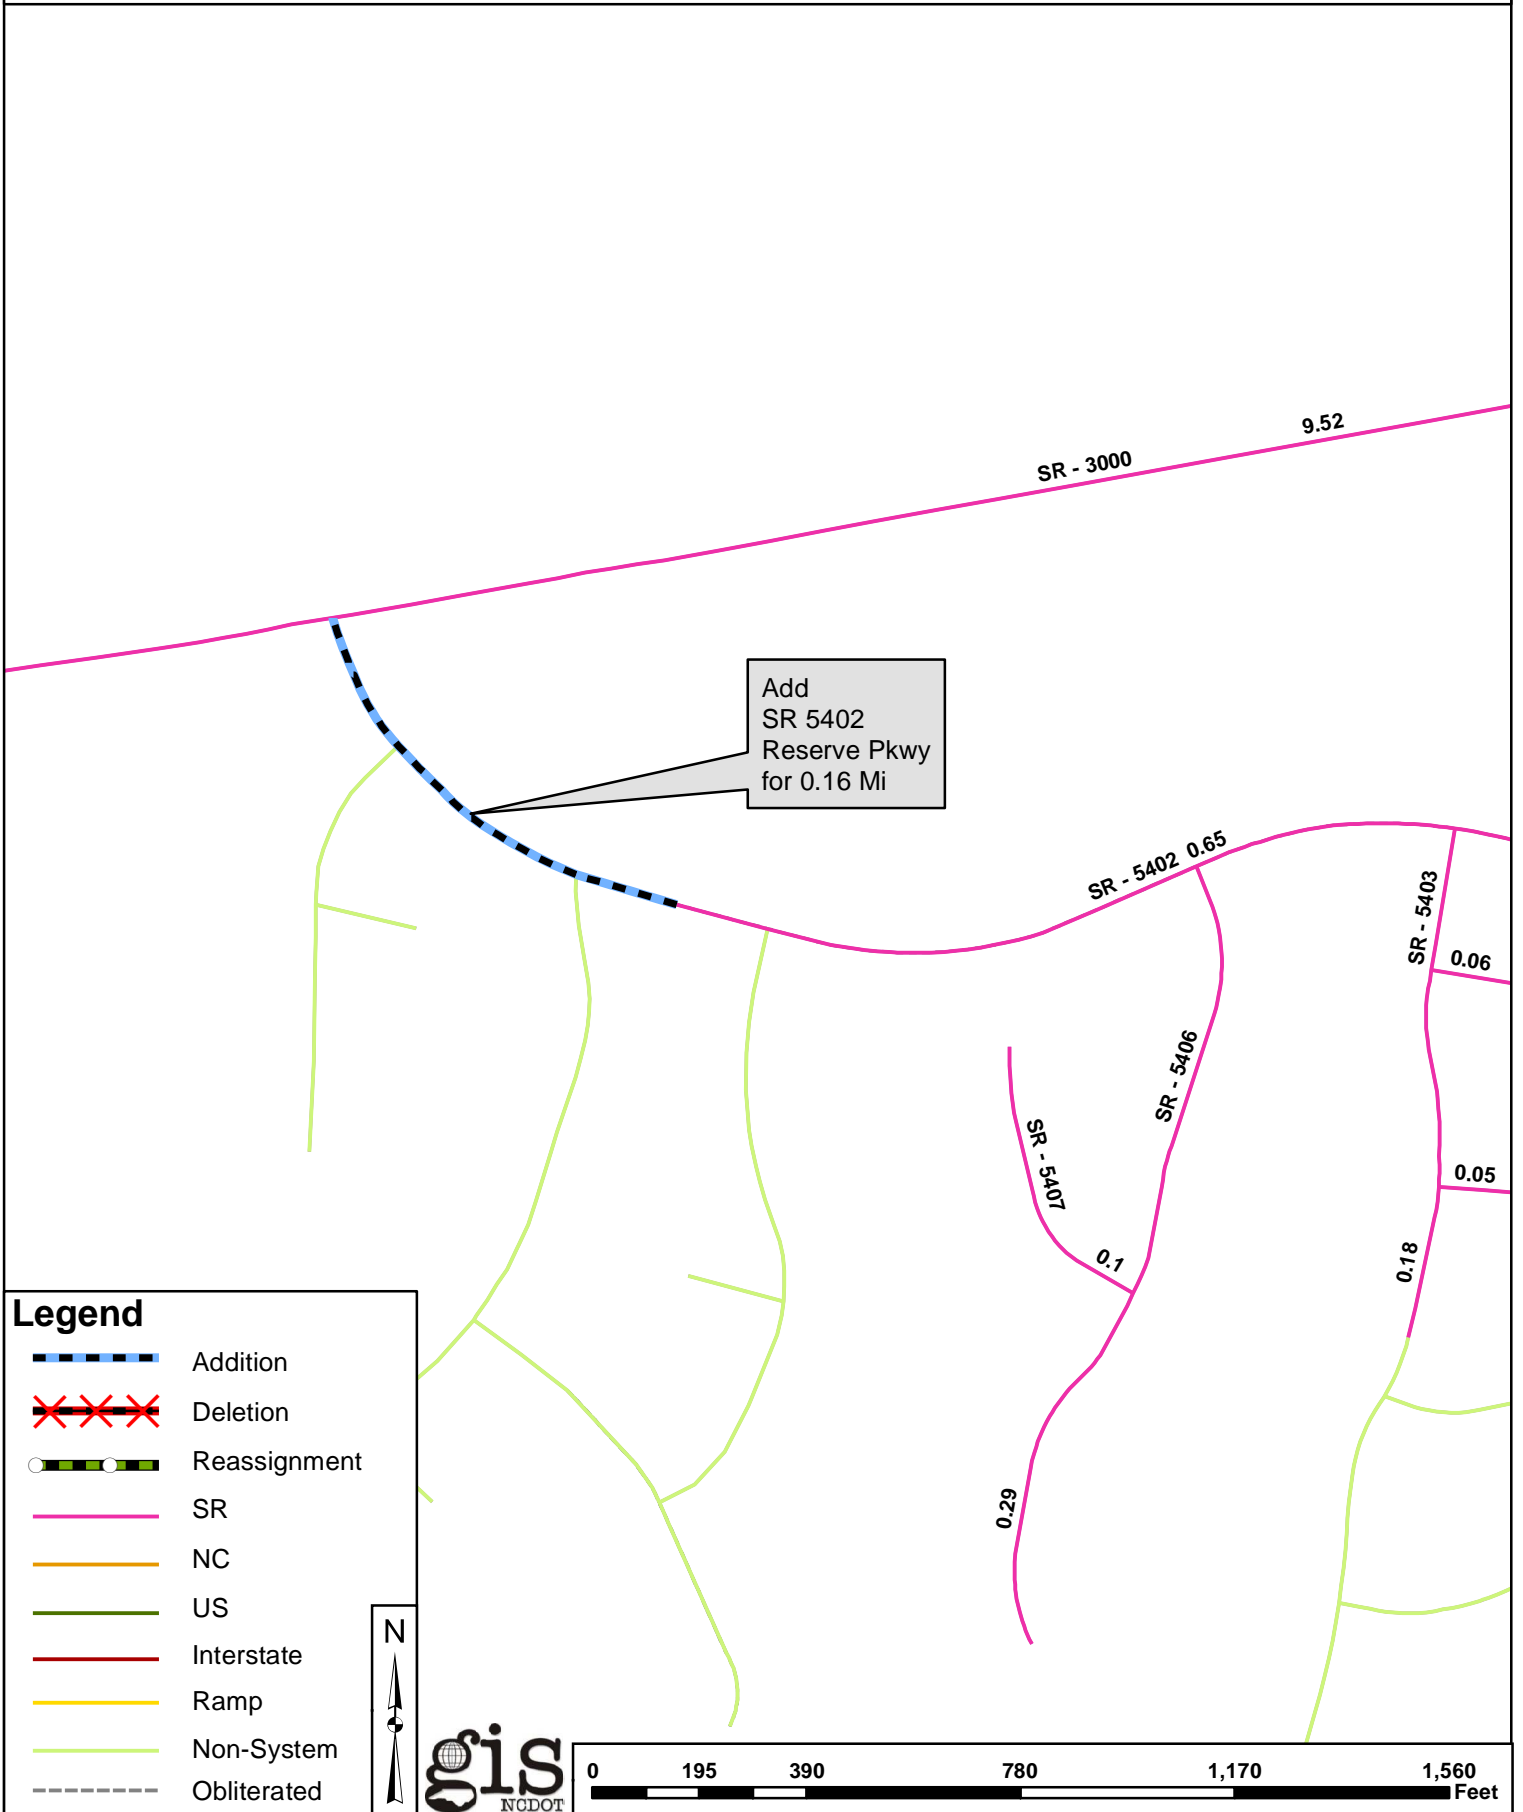 9.52
SR - 3000
Add
SR 5402
Reserve Pkwy
for 0.16 Mi
SR - 5402 0.65
SR - 5403
0.06
SR - 5406
SR - 5407
0.05
0.1
0.18
0.29
Legend
Addition
Deletion
Reassignment
SR
NC
US
Interstate
Ramp
Non-System
Obliterated
N
gis
NCDOT
0 195 390 780 1,170 1,560
Feet